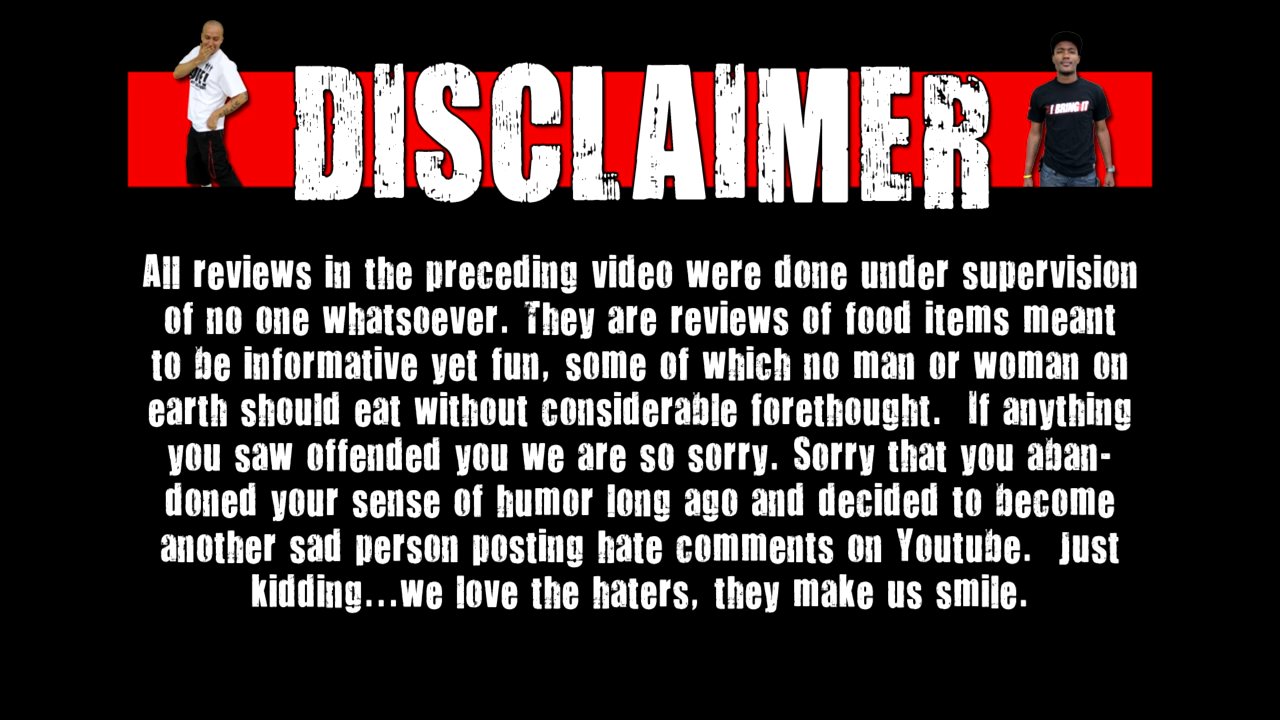 DISCLAIMER
I BRING IT
All reviews in the preceding video were done under supervision
of no one whatsoever. They are reviews of food items meant
to be informative yet fun, some of which no man or woman on
earth should eat without considerable forethought. If anything
you saw offended you we are so sorry. Sorry that you aban-
doned your sense of humor long ago and decided to become
another sad person posting hate comments on Youtube. Just
kidding...we love the haters, they make us smile.